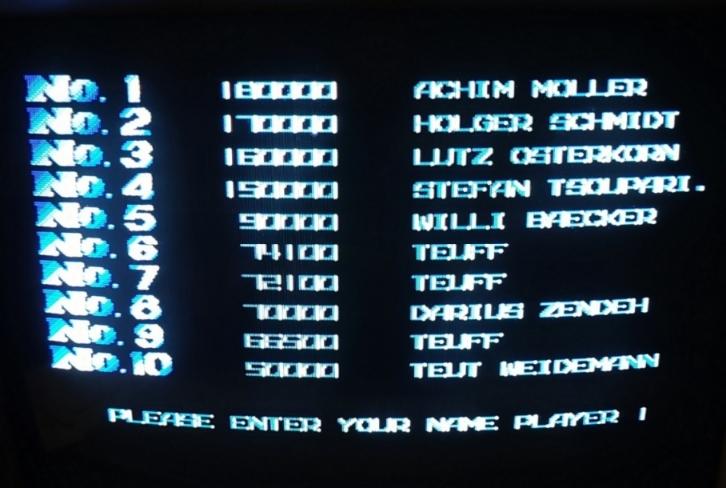 No. 1 180000 ACHIM MOLLER
No. 2 170000 HOLGER SCHMIDT
No. 3 160000 LUTZ OSTERKORN
No. 4 150000 STEFAN TSOUPARI.
No. 5 90000 WILLI BAECKER
No. 6 74100 TEUFF
No. 7 72100 TEUFF
No. 8 70000 DARIUS ZENDEH
No. 9 66500 TEUFF
No. 10 50000 TEUT WEIDEMANN
PLEASE ENTER YOUR NAME PLAYER 1